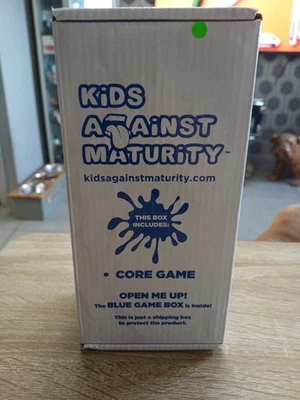 KiDS
AGAiNST
MATURiTY™
kidsagainstmaturity.com
THIS BOX
INCLUDES:
• CORE GAME
OPEN ME UP!
The BLUE GAME BOX is inside!
This is just a shipping box
to protect the product.